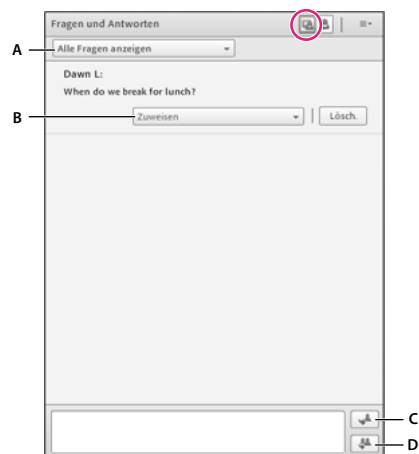 Fragen und Antworten
A
Alle Fragen anzeigen
Dawn L:
When do we break for lunch?
B
Zuweisen
Lösch.
C
D